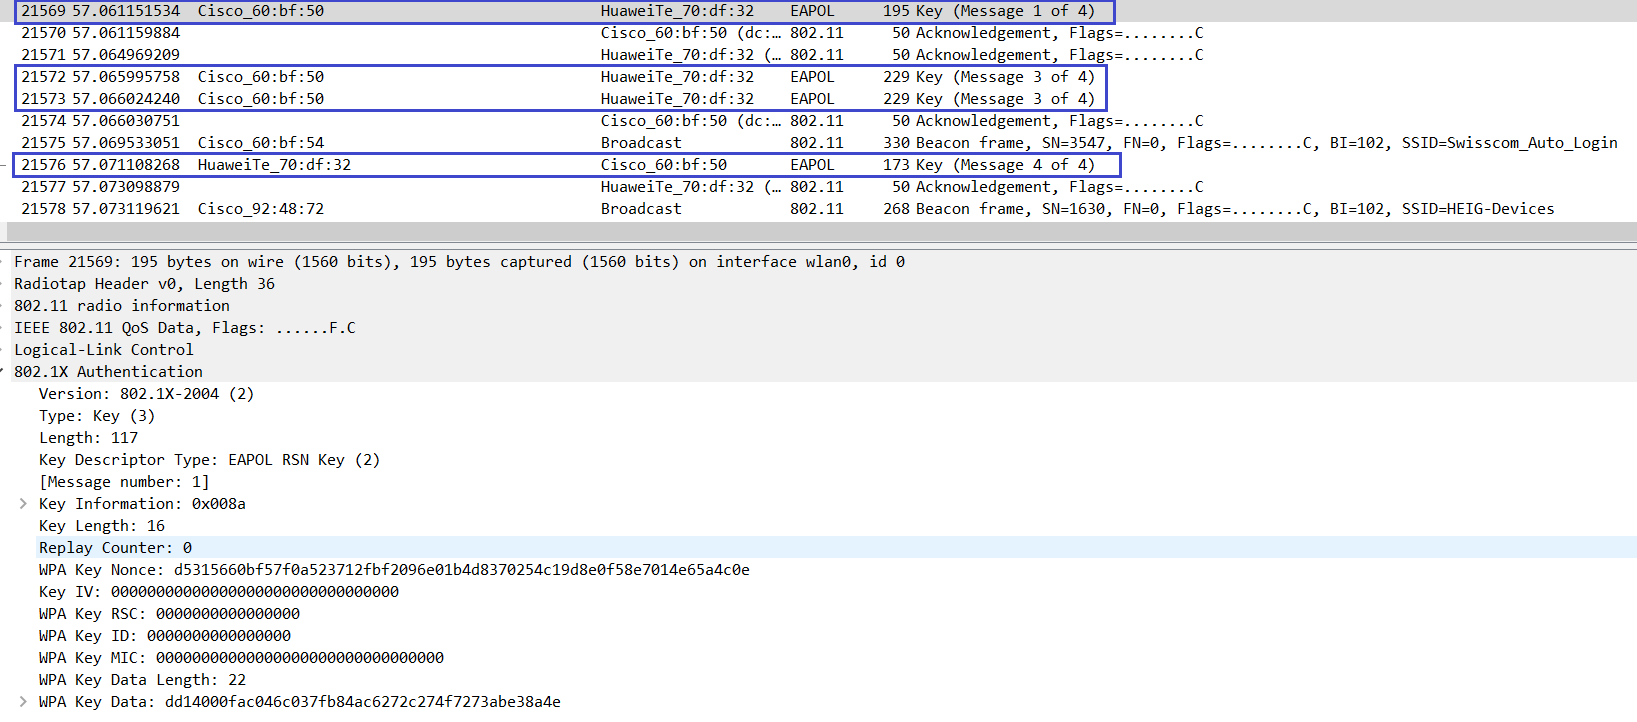 21569 57.061151534 Cisco_60:bf:50 HuaweiTe_70:df:32 EAPOL 195 Key (Message 1 of 4)
21570 57.061159884 Cisco_60:bf:50 (dc:… 802.11 50 Acknowledgement, Flags=........C
21571 57.064969209 HuaweiTe_70:df:32 (… 802.11 50 Acknowledgement, Flags=........C
21572 57.065995758 Cisco_60:bf:50 HuaweiTe_70:df:32 EAPOL 229 Key (Message 3 of 4)
21573 57.066024240 Cisco_60:bf:50 HuaweiTe_70:df:32 EAPOL 229 Key (Message 3 of 4)
21574 57.066030751 Cisco_60:bf:50 (dc:… 802.11 50 Acknowledgement, Flags=........C
21575 57.069533051 Cisco_60:bf:54 Broadcast 802.11 330 Beacon frame, SN=3547, FN=0, Flags=........C, BI=102, SSID=Swisscom_Auto_Login
21576 57.071108268 HuaweiTe_70:df:32 Cisco_60:bf:50 EAPOL 173 Key (Message 4 of 4)
21577 57.073098879 HuaweiTe_70:df:32 (… 802.11 50 Acknowledgement, Flags=........C
21578 57.073119621 Cisco_92:48:72 Broadcast 802.11 268 Beacon frame, SN=1630, FN=0, Flags=........C, BI=102, SSID=HEIG-Devices
Frame 21569: 195 bytes on wire (1560 bits), 195 bytes captured (1560 bits) on interface wlan0, id 0
Radiotap Header v0, Length 36
802.11 radio information
IEEE 802.11 QoS Data, Flags: ......F.C
Logical-Link Control
802.1X Authentication
Version: 802.1X-2004 (2)
Type: Key (3)
Length: 117
Key Descriptor Type: EAPOL RSN Key (2)
[Message number: 1]
Key Information: 0x008a
Key Length: 16
Replay Counter: 0
WPA Key Nonce: d5315660bf57f0a523712fbf2096e01b4d8370254c19d8e0f58e7014e65a4c0e
Key IV: 00000000000000000000000000000000
WPA Key RSC: 0000000000000000
WPA Key ID: 0000000000000000
WPA Key MIC: 00000000000000000000000000000000
WPA Key Data Length: 22
WPA Key Data: dd14000fac046c037fb84ac6272c274f7273abe38a4e